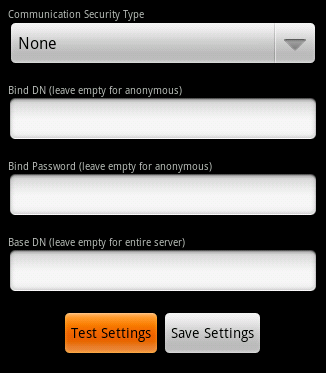 Communication Security Type
None
Bind DN (leave empty for anonymous)
Bind Password (leave empty for anonymous)
Base DN (leave empty for entire server)
Test Settings Save Settings